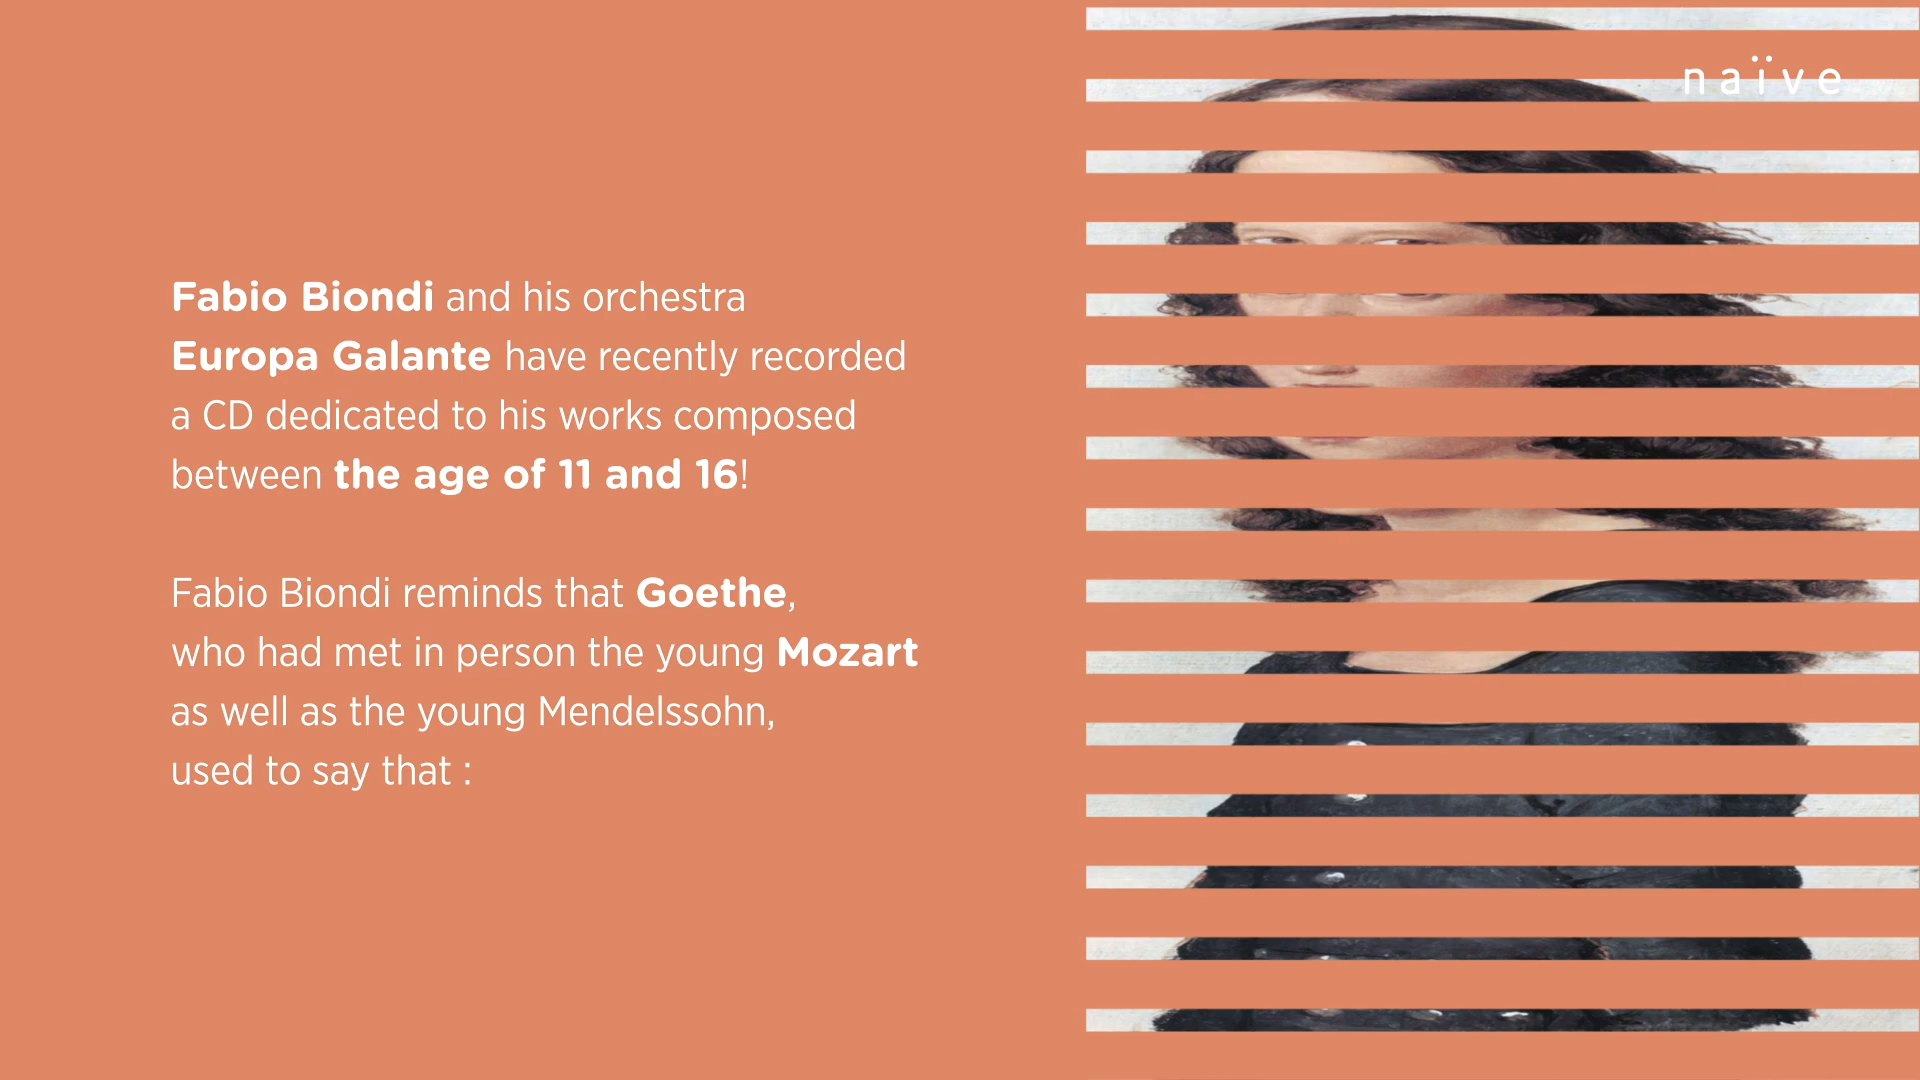 naïve
Fabio Biondi and his orchestra
Europa Galante have recently recorded
a CD dedicated to his works composed
between the age of 11 and 16!
Fabio Biondi reminds that Goethe,
who had met in person the young Mozart
as well as the young Mendelssohn,
used to say that :